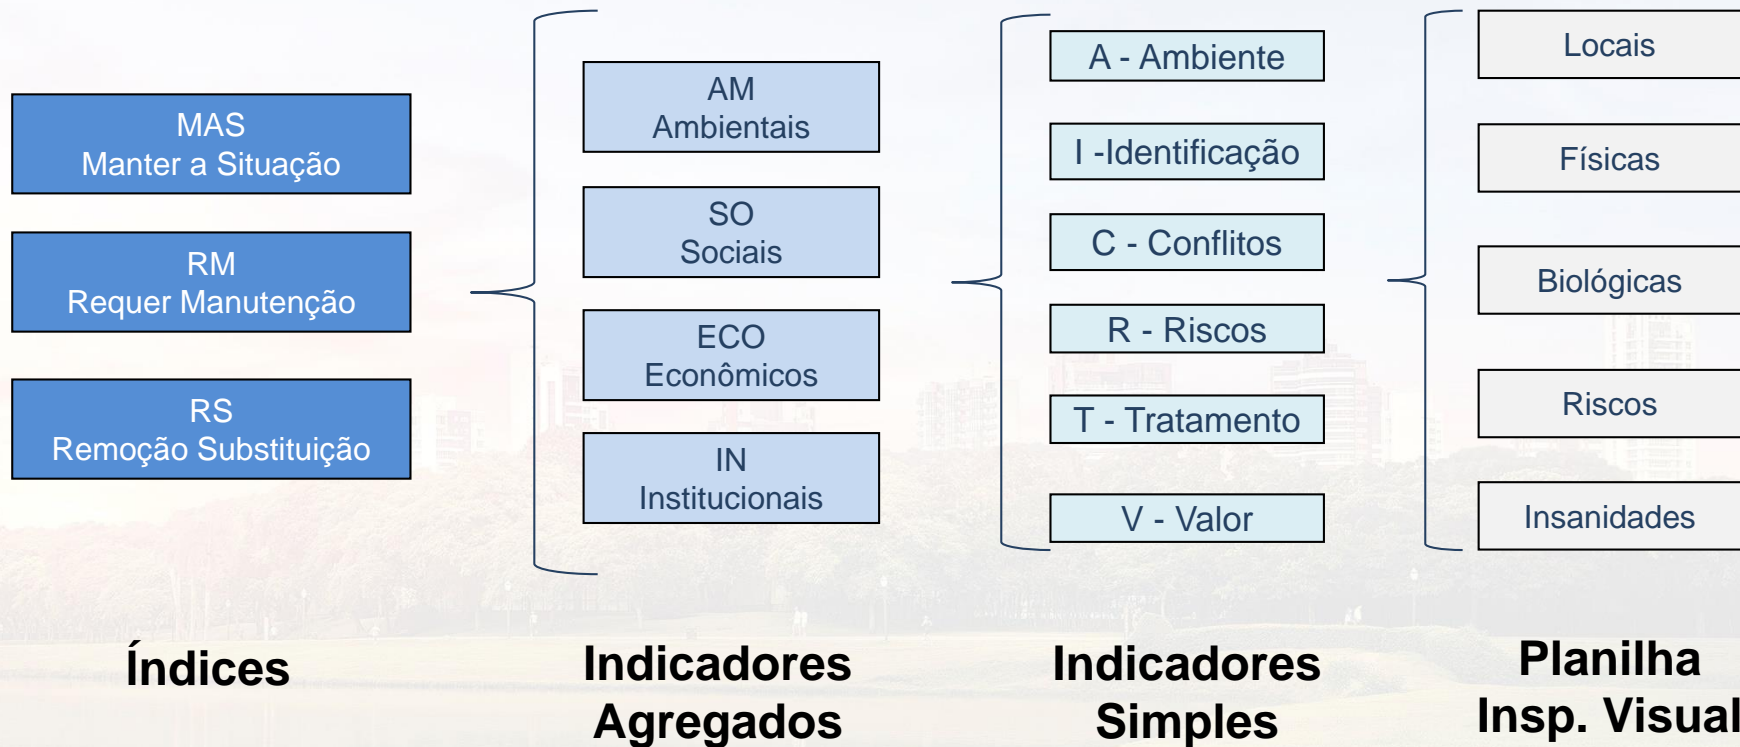 MAS
Manter a Situação
RM
Requer Manutenção
RS
Remoção Substituição
Índices
AM
Ambientais
SO
Sociais
ECO
Econômicos
IN
Institucionais
Indicadores
Agregados
A - Ambiente
I -Identificação
C - Conflitos
R - Riscos
T - Tratamento
V - Valor
Indicadores
Simples
Locais
Físicas
Biológicas
Riscos
Insanidades
Planilha
Insp. Visual